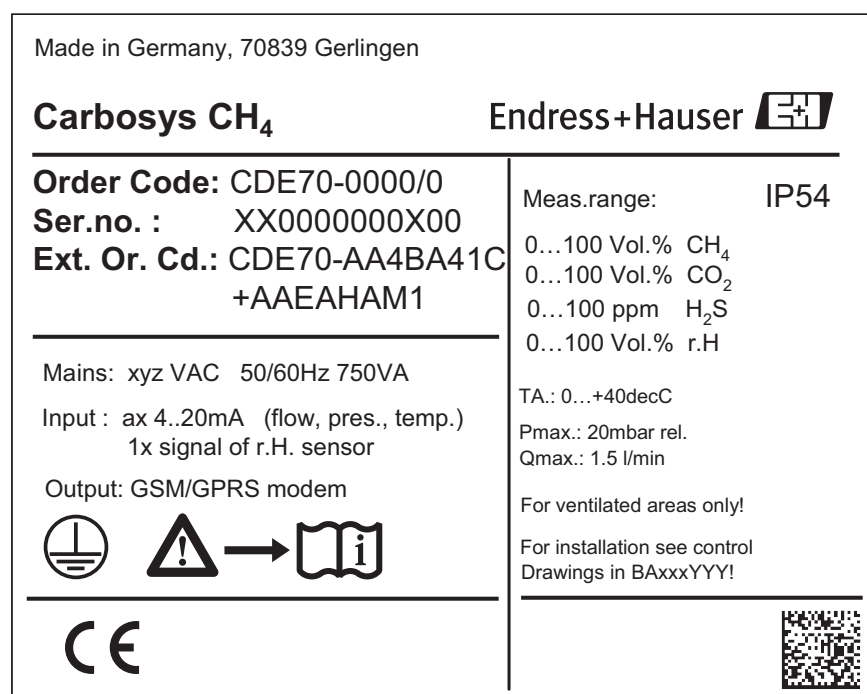 Made in Germany, 70839 Gerlingen
Carbosys CH₄
Endress+Hauser
Order Code: CDE70-0000/0
Ser.no. : XX0000000X00
Ext. Or. Cd.: CDE70-AA4BA41C
+AAEAHAM1
Mains: xyz VAC 50/60Hz 750VA
Input : ax 4..20mA (flow, pres., temp.)
1x signal of r.H. sensor
Output: GSM/GPRS modem
i
CE
Meas.range: IP54
0...100 Vol.% CH₄
0...100 Vol.% CO₂
0...100 ppm H₂S
0...100 Vol.% r.H
TA.: 0...+40decC
Pmax.: 20mbar rel.
Qmax.: 1.5 l/min
For ventilated areas only!
For installation see control
Drawings in BAxxxYYY!